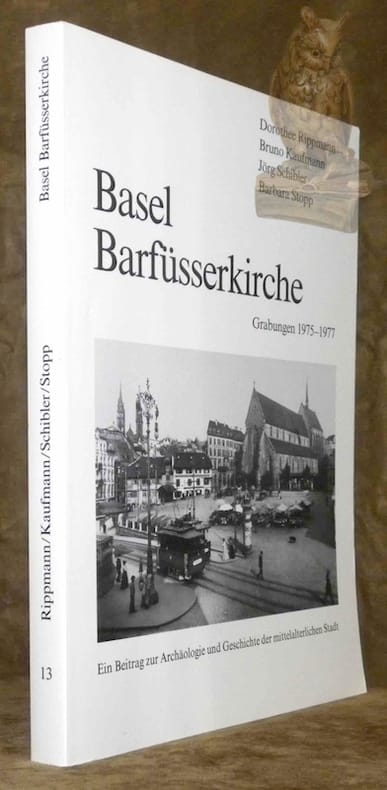 Basel Barfüsserkirche
Rippmann/Kaufmann/Schibler/Stopp
13
Dorothee Rippmann
Bruno Kaufmann
Jörg Schibler
Barbara Stopp
Basel
Barfüsserkirche
Grabungen 1975–1977
Ein Beitrag zur Archäologie und Geschichte der mittelalterlichen Stadt